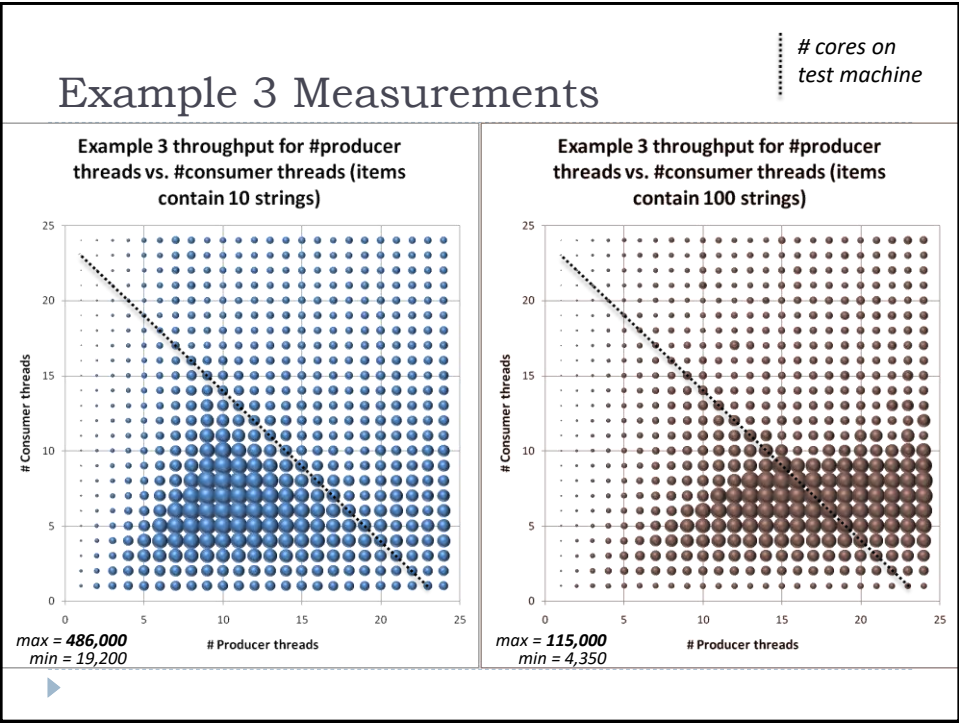 # cores on
test machine
Example 3 Measurements
Example 3 throughput for #producer
threads vs. #consumer threads (items
contain 10 strings)
25
20
15
10
5
0
# Consumer threads
0 5 10 15 20 25
# Producer threads
max = 486,000
min = 19,200
Example 3 throughput for #producer
threads vs. #consumer threads (items
contain 100 strings)
25
20
15
10
5
0
# Consumer threads
0 5 10 15 20 25
# Producer threads
max = 115,000
min = 4,350